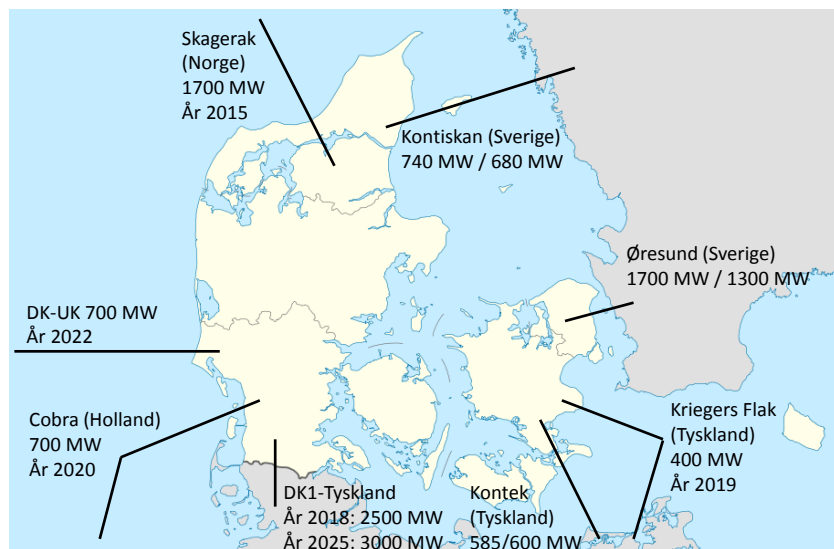 Skagerak
(Norge)
1700 MW
År 2015
Kontiskan (Sverige)
740 MW / 680 MW
Øresund (Sverige)
1700 MW / 1300 MW
DK-UK 700 MW
År 2022
Cobra (Holland)
700 MW
År 2020
Kriegers Flak
(Tyskland)
400 MW
År 2019
DK1-Tyskland
År 2018: 2500 MW
År 2025: 3000 MW
Kontek
(Tyskland)
585/600 MW